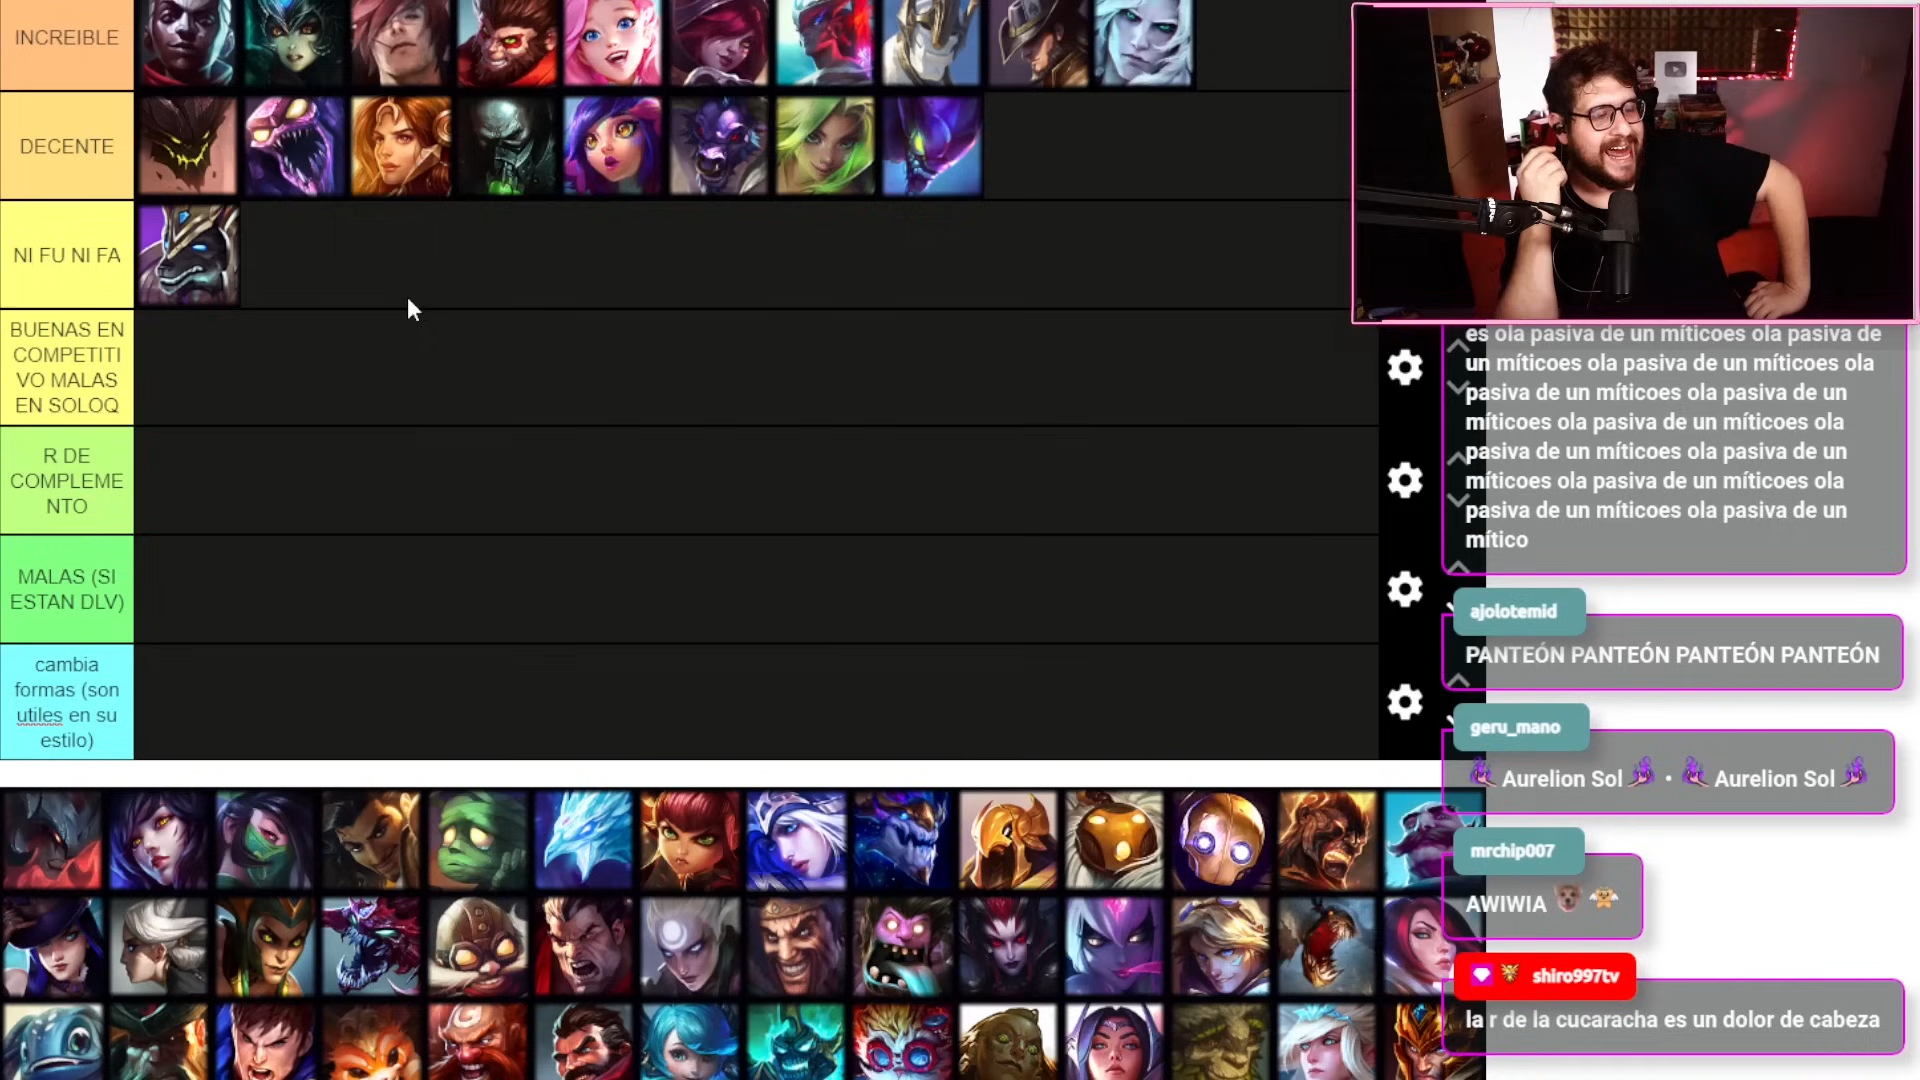 INCREIBLE
DECENTE
NI FU NI FA
BUENAS EN
COMPETITI
VO MALAS
EN SOLOQ
R DE
COMPLEME
NTO
MALAS (SI
ESTAN DLV)
cambia
formas (son
utiles en su
estilo)
es ola pasiva de un míticoes ola pasiva de
un míticoes ola pasiva de un míticoes ola
pasiva de un míticoes ola pasiva de un
míticoes ola pasiva de un míticoes ola
pasiva de un míticoes ola pasiva de un
míticoes ola pasiva de un míticoes ola
pasiva de un míticoes ola pasiva de un
mítico
ajolotemid
PANTEÓN PANTEÓN PANTEÓN PANTEÓN
geru_mano
Aurelion Sol • Aurelion Sol
mrchip007
AWIWIA
shiro997tv
la r de la cucaracha es un dolor de cabeza